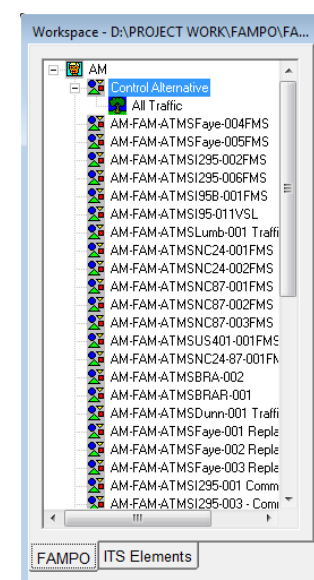 Workspace - D:\PROJECT WORK\FAMPO\FA...
AM
Control Alternative
All Traffic
AM-FAM-ATMSFaye-004FMS
AM-FAM-ATMSFaye-005FMS
AM-FAM-ATMSI295-002FMS
AM-FAM-ATMSI295-006FMS
AM-FAM-ATMSI95B-001FMS
AM-FAM-ATMSI95-011VSL
AM-FAM-ATMSLumb-001 Traffi
AM-FAM-ATMSNC24-001FMS
AM-FAM-ATMSNC24-002FMS
AM-FAM-ATMSNC87-001FMS
AM-FAM-ATMSNC87-002FMS
AM-FAM-ATMSNC87-003FMS
AM-FAM-ATMSUS401-001FMS
AM-FAM-ATMSNC24-87-001FM
AM-FAM-ATMSBRA-002
AM-FAM-ATMSBRAR-001
AM-FAM-ATMSDunn-001 Traffi
AM-FAM-ATMSFaye-001 Repla
AM-FAM-ATMSFaye-002 Repla
AM-FAM-ATMSFaye-003 Repla
AM-FAM-ATMSI295-001 Comm
AM-FAM-ATMSI295-003 - Comi
FAMPO
ITS Elements